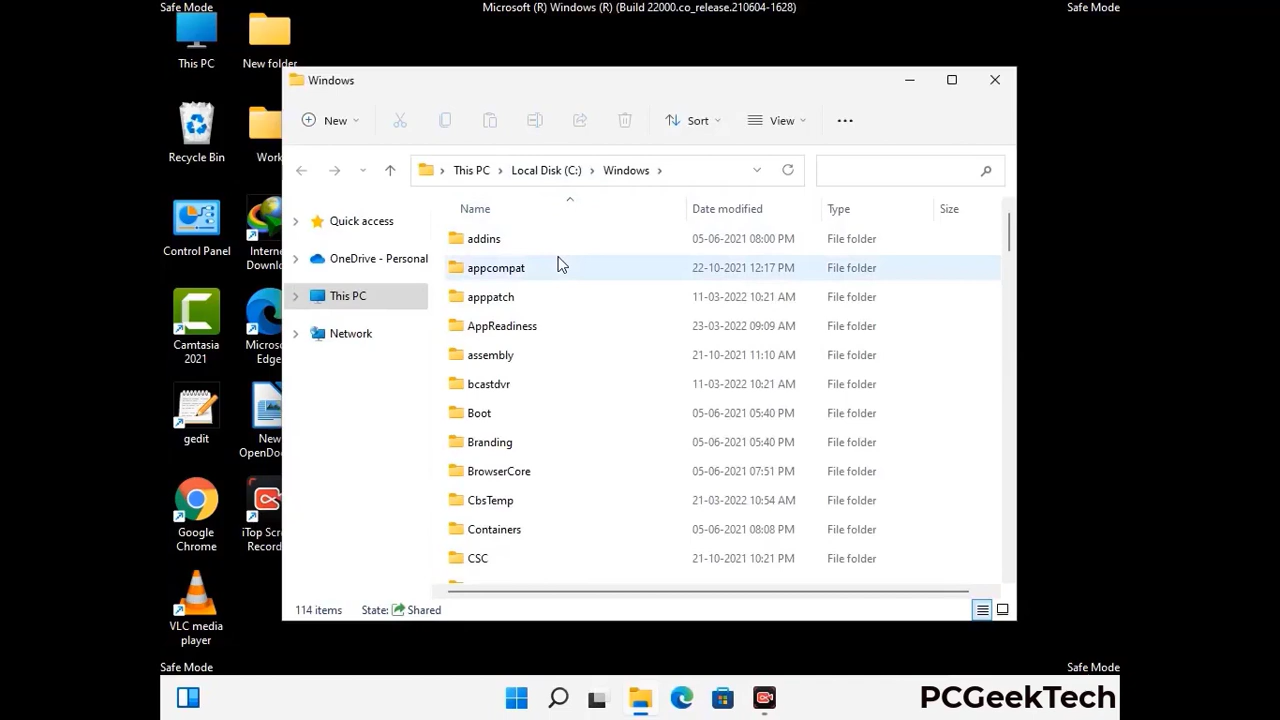 Safe Mode
Microsoft (R) Windows (R) (Build 22000.co_release.210604-1628)
Safe Mode
This PC
New folder
Recycle Bin
Work
Control Panel
Internet
Downlo
Camtasia
2021
Micros
Edge
gedit
New
OpenDo
Google
Chrome
iTop Scr
Record
VLC media
player
Windows
New
Sort
View
This PC
Local Disk (C:)
Windows
Quick access
OneDrive - Personal
This PC
Network
Name Date modified Type Size
addins 05-06-2021 08:00 PM File folder
appcompat 22-10-2021 12:17 PM File folder
apppatch 11-03-2022 10:21 AM File folder
AppReadiness 23-03-2022 09:09 AM File folder
assembly 21-10-2021 11:10 AM File folder
bcastdvr 11-03-2022 10:21 AM File folder
Boot 05-06-2021 05:40 PM File folder
Branding 05-06-2021 05:40 PM File folder
BrowserCore 05-06-2021 07:51 PM File folder
CbsTemp 21-03-2022 10:54 AM File folder
Containers 05-06-2021 08:08 PM File folder
CSC 21-10-2021 10:21 PM File folder
114 items State: Shared
Safe Mode
Safe Mode
PCGeekTech